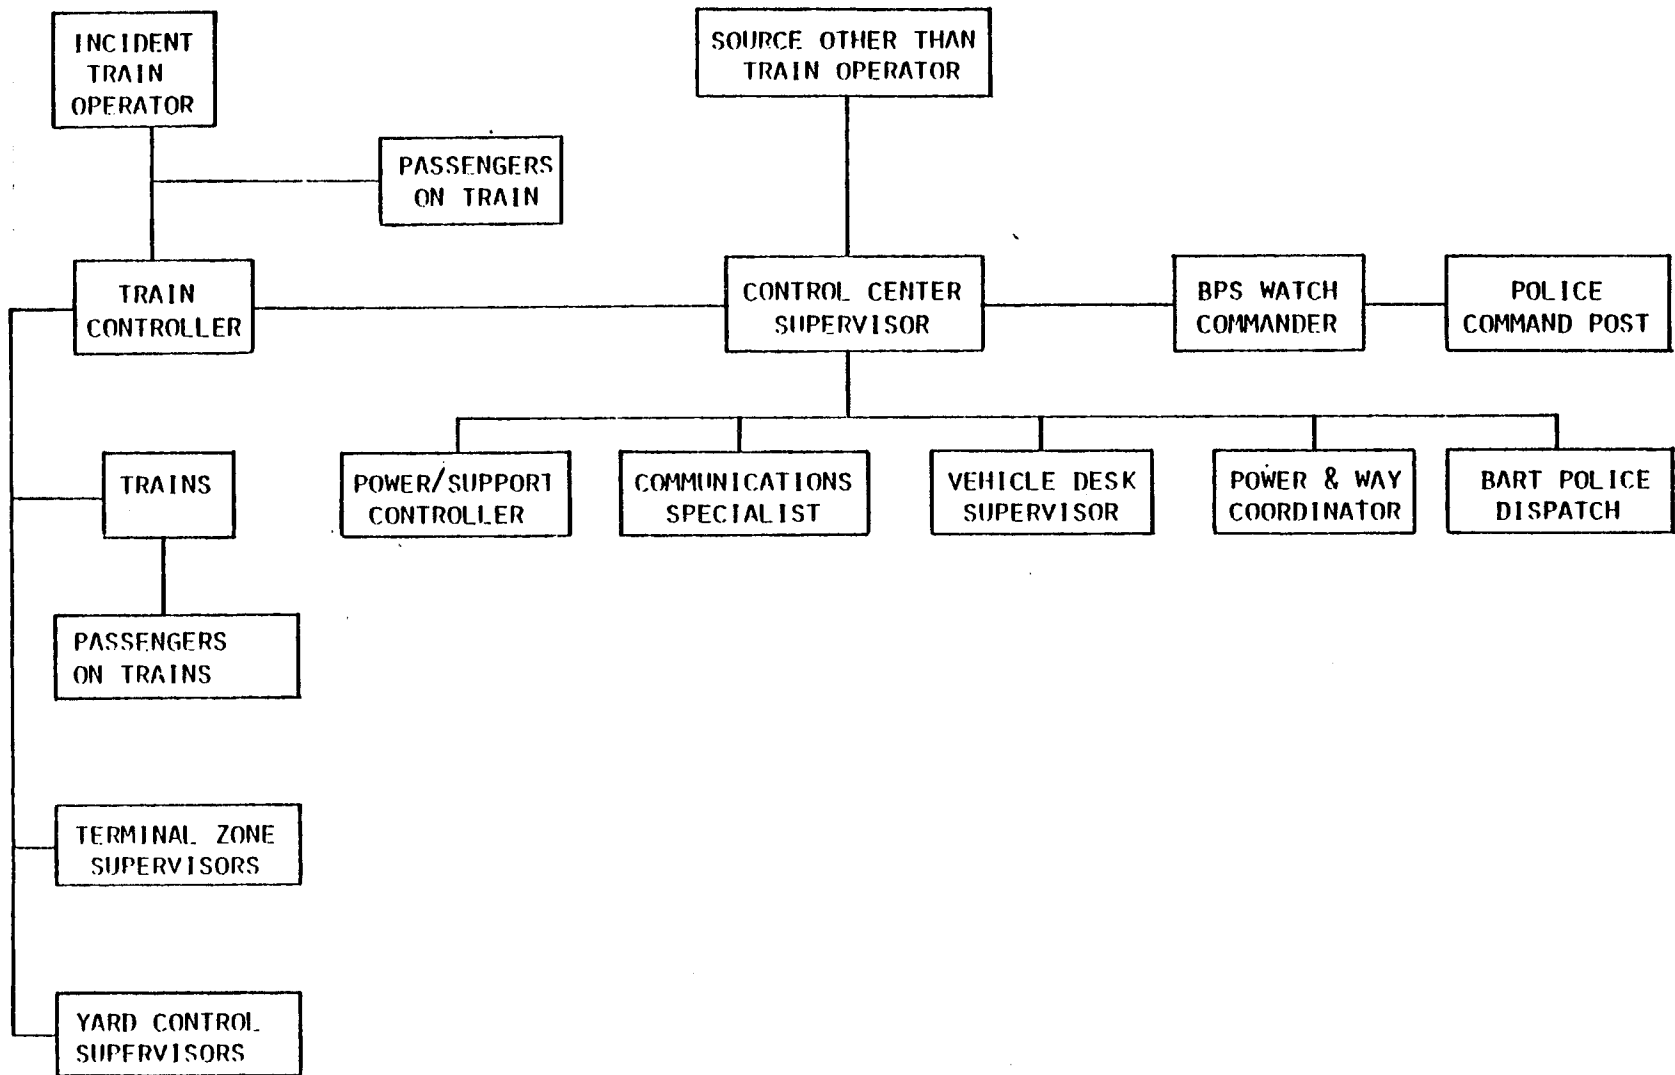 INCIDENT
TRAIN
OPERATOR
SOURCE OTHER THAN
TRAIN OPERATOR
PASSENGERS
ON TRAIN
TRAIN
CONTROLLER
CONTROL CENTER
SUPERVISOR
BPS WATCH
COMMANDER
POLICE
COMMAND POST
TRAINS
POWER/SUPPORT
CONTROLLER
COMMUNICATIONS
SPECIALIST
VEHICLE DESK
SUPERVISOR
POWER & WAY
COORDINATOR
BART POLICE
DISPATCH
PASSENGERS
ON TRAINS
TERMINAL ZONE
SUPERVISORS
YARD CONTROL
SUPERVISORS